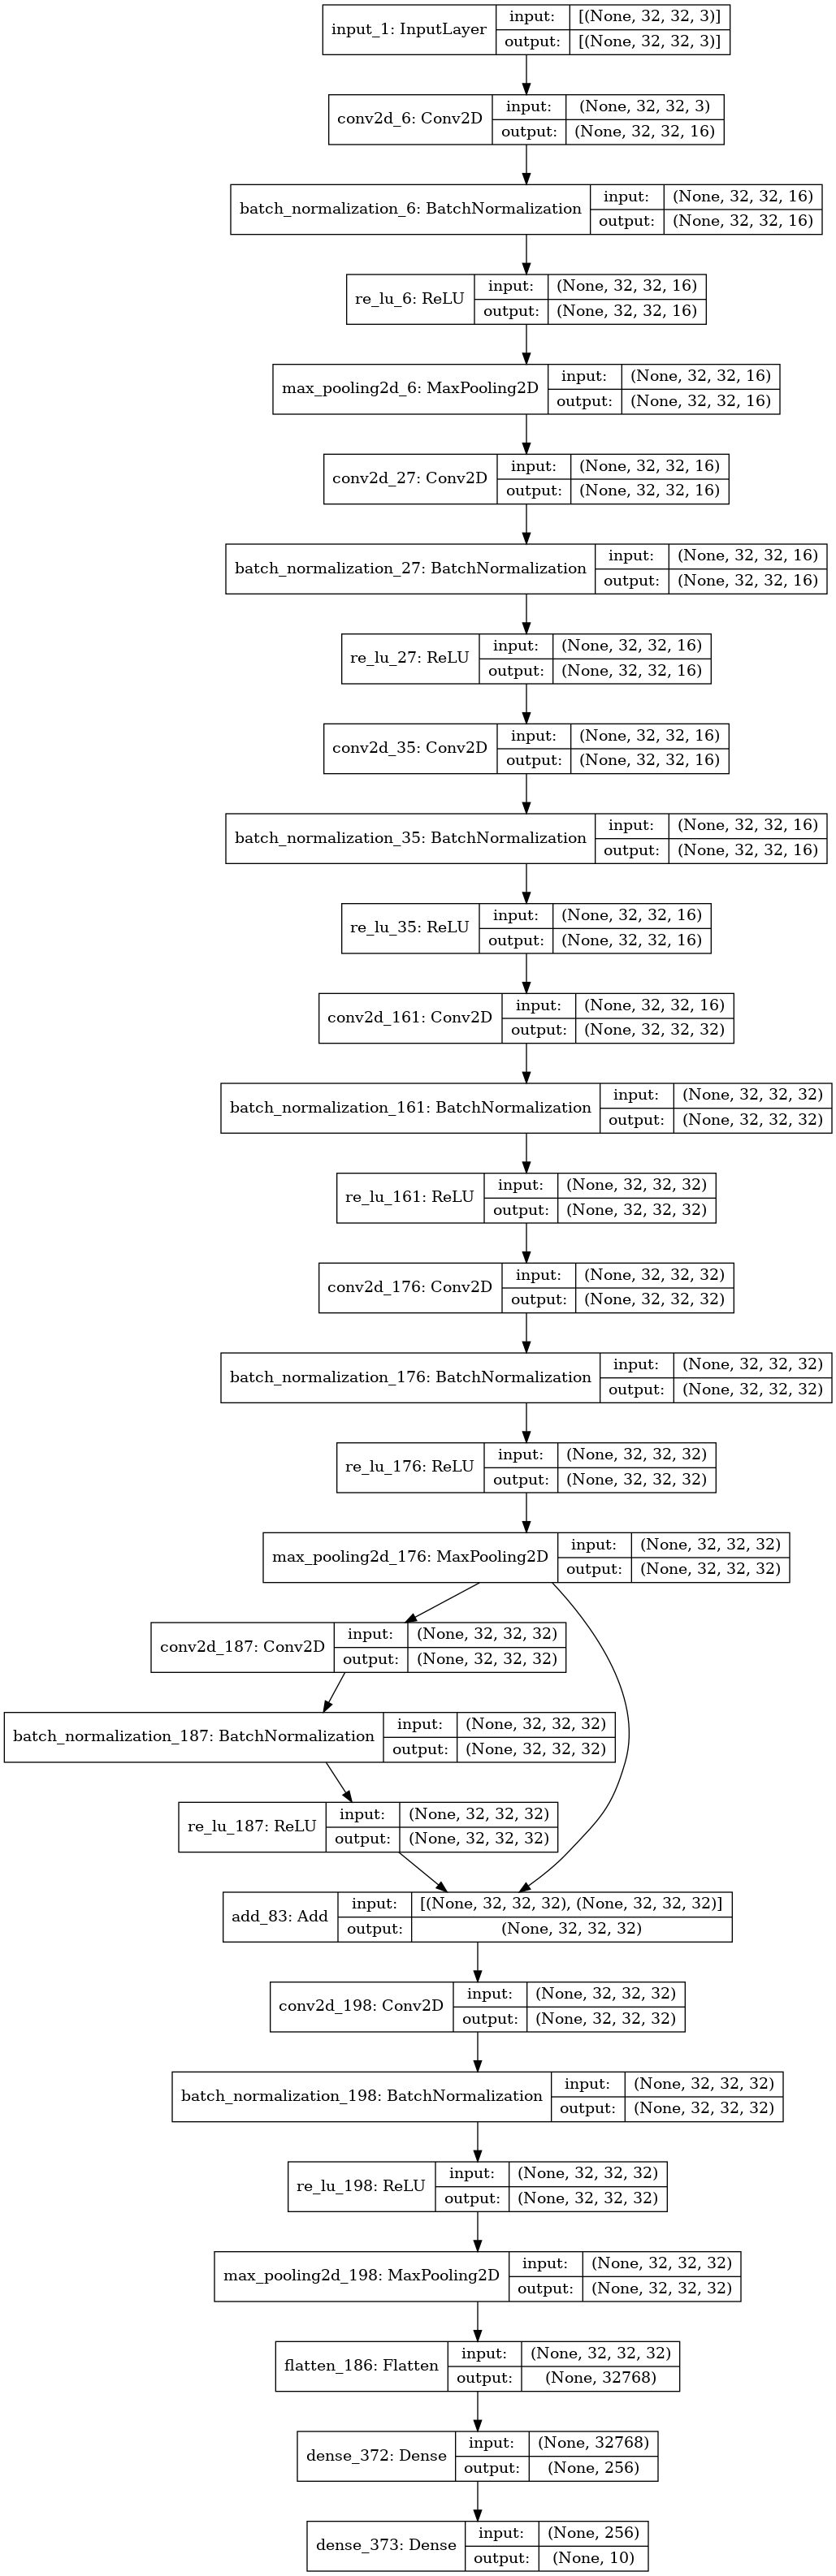 input_1: InputLayer input: [(None, 32, 32, 3)]
output: [(None, 32, 32, 3)]
conv2d_6: Conv2D input: (None, 32, 32, 3)
output: (None, 32, 32, 16)
batch_normalization_6: BatchNormalization input: (None, 32, 32, 16)
output: (None, 32, 32, 16)
re_lu_6: ReLU input: (None, 32, 32, 16)
output: (None, 32, 32, 16)
max_pooling2d_6: MaxPooling2D input: (None, 32, 32, 16)
output: (None, 32, 32, 16)
conv2d_27: Conv2D input: (None, 32, 32, 16)
output: (None, 32, 32, 16)
batch_normalization_27: BatchNormalization input: (None, 32, 32, 16)
output: (None, 32, 32, 16)
re_lu_27: ReLU input: (None, 32, 32, 16)
output: (None, 32, 32, 16)
conv2d_35: Conv2D input: (None, 32, 32, 16)
output: (None, 32, 32, 16)
batch_normalization_35: BatchNormalization input: (None, 32, 32, 16)
output: (None, 32, 32, 16)
re_lu_35: ReLU input: (None, 32, 32, 16)
output: (None, 32, 32, 16)
conv2d_161: Conv2D input: (None, 32, 32, 16)
output: (None, 32, 32, 32)
batch_normalization_161: BatchNormalization input: (None, 32, 32, 32)
output: (None, 32, 32, 32)
re_lu_161: ReLU input: (None, 32, 32, 32)
output: (None, 32, 32, 32)
conv2d_176: Conv2D input: (None, 32, 32, 32)
output: (None, 32, 32, 32)
batch_normalization_176: BatchNormalization input: (None, 32, 32, 32)
output: (None, 32, 32, 32)
re_lu_176: ReLU input: (None, 32, 32, 32)
output: (None, 32, 32, 32)
max_pooling2d_176: MaxPooling2D input: (None, 32, 32, 32)
output: (None, 32, 32, 32)
conv2d_187: Conv2D input: (None, 32, 32, 32)
output: (None, 32, 32, 32)
batch_normalization_187: BatchNormalization input: (None, 32, 32, 32)
output: (None, 32, 32, 32)
re_lu_187: ReLU input: (None, 32, 32, 32)
output: (None, 32, 32, 32)
add_83: Add input: [(None, 32, 32, 32), (None, 32, 32, 32)]
output: (None, 32, 32, 32)
conv2d_198: Conv2D input: (None, 32, 32, 32)
output: (None, 32, 32, 32)
batch_normalization_198: BatchNormalization input: (None, 32, 32, 32)
output: (None, 32, 32, 32)
re_lu_198: ReLU input: (None, 32, 32, 32)
output: (None, 32, 32, 32)
max_pooling2d_198: MaxPooling2D input: (None, 32, 32, 32)
output: (None, 32, 32, 32)
flatten_186: Flatten input: (None, 32, 32, 32)
output: (None, 32768)
dense_372: Dense input: (None, 32768)
output: (None, 256)
dense_373: Dense input: (None, 256)
output: (None, 10)